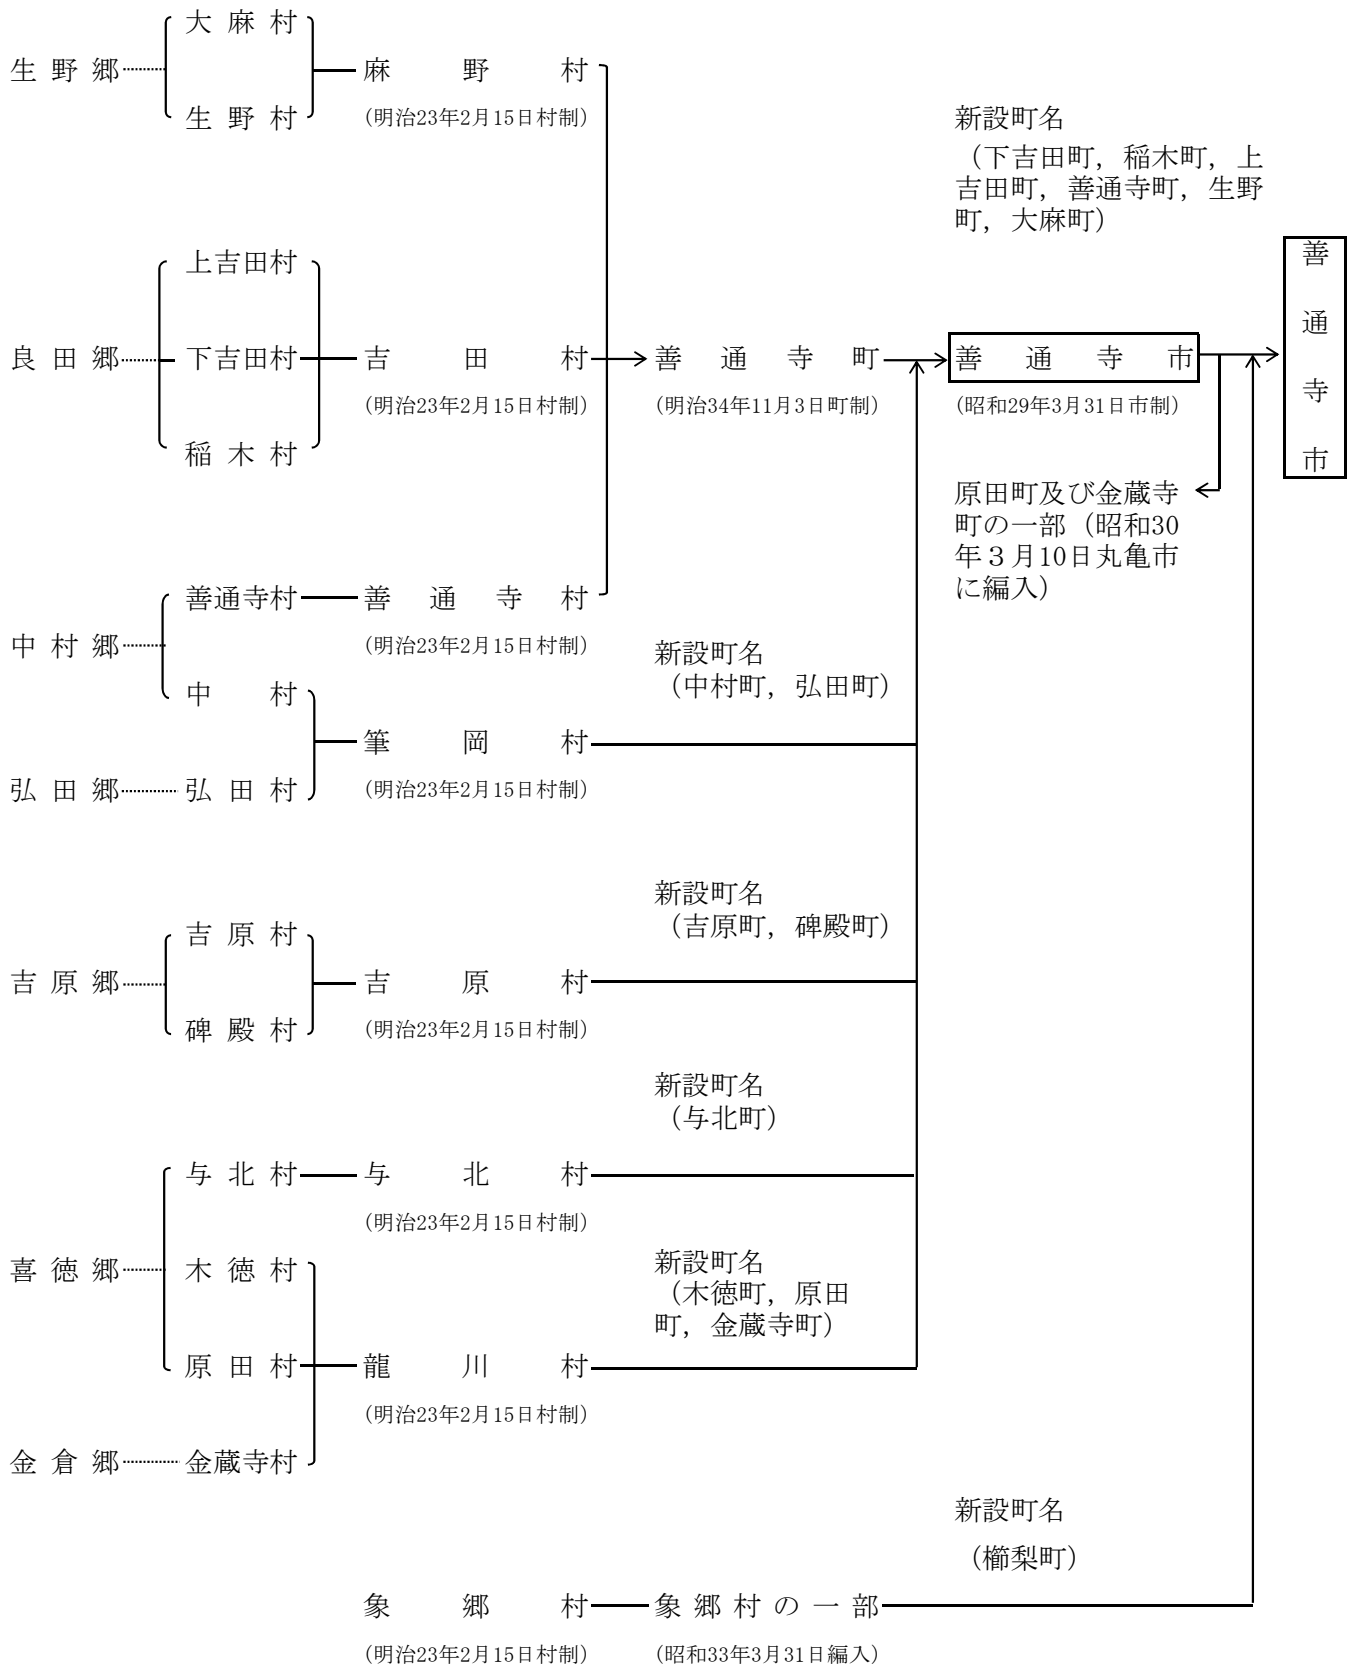 大麻村
生野郷
麻野村
生野村
（明治23年2月15日村制）
新設町名
（下吉田町，稲木町，上
吉田町，善通寺町，生野
町，大麻町）
上吉田村
良田郷
下吉田村
吉田村
善通寺町
善通寺市
善通寺市
（明治23年2月15日村制）
（明治34年11月3日町制）
（昭和29年3月31日市制）
稲木村
原田町及び金蔵寺
町の一部（昭和30
年３月10日丸亀市
に編入）
善通寺村
善通寺村
中村郷
（明治23年2月15日村制）
新設町名
（中村町，弘田町）
中村
筆岡村
弘田郷
弘田村
（明治23年2月15日村制）
新設町名
（吉原町，碑殿町）
吉原村
吉原郷
吉原村
碑殿村
（明治23年2月15日村制）
新設町名
（与北町）
与北村
与北村
（明治23年2月15日村制）
喜徳郷
木徳村
新設町名
（木徳町，原田
町，金蔵寺町）
原田村
龍川村
（明治23年2月15日村制）
金倉郷
金蔵寺村
新設町名
（櫛梨町）
象郷村
象郷村の一部
（明治23年2月15日村制）
（昭和33年3月31日編入）